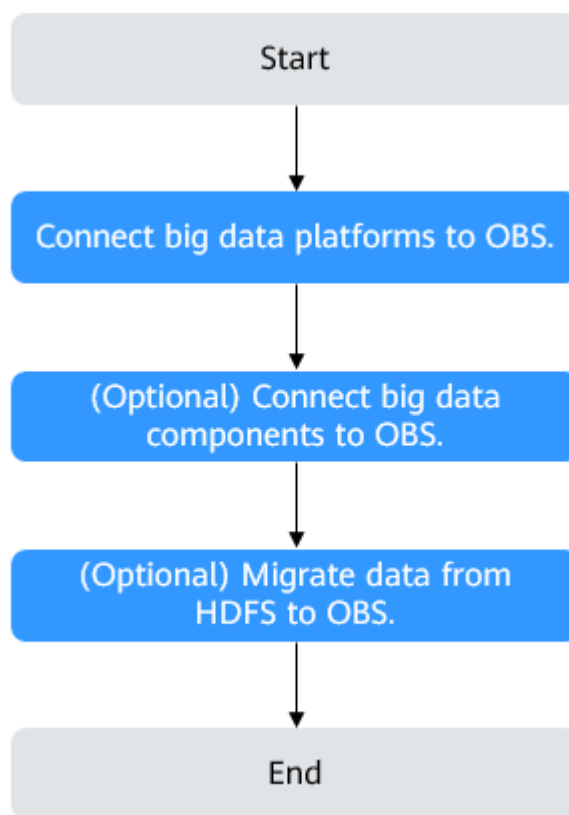 Start
Connect big data platforms to OBS.
(Optional) Connect big data
components to OBS.
(Optional) Migrate data from
HDFS to OBS.
End